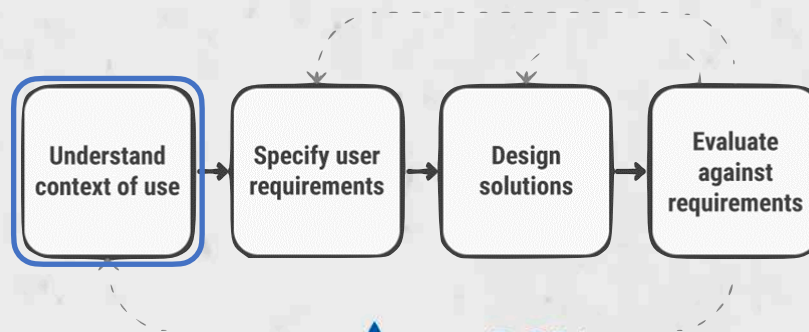 Understand
context of use
Specify user
requirements
Design
solutions
Evaluate
against
requirements